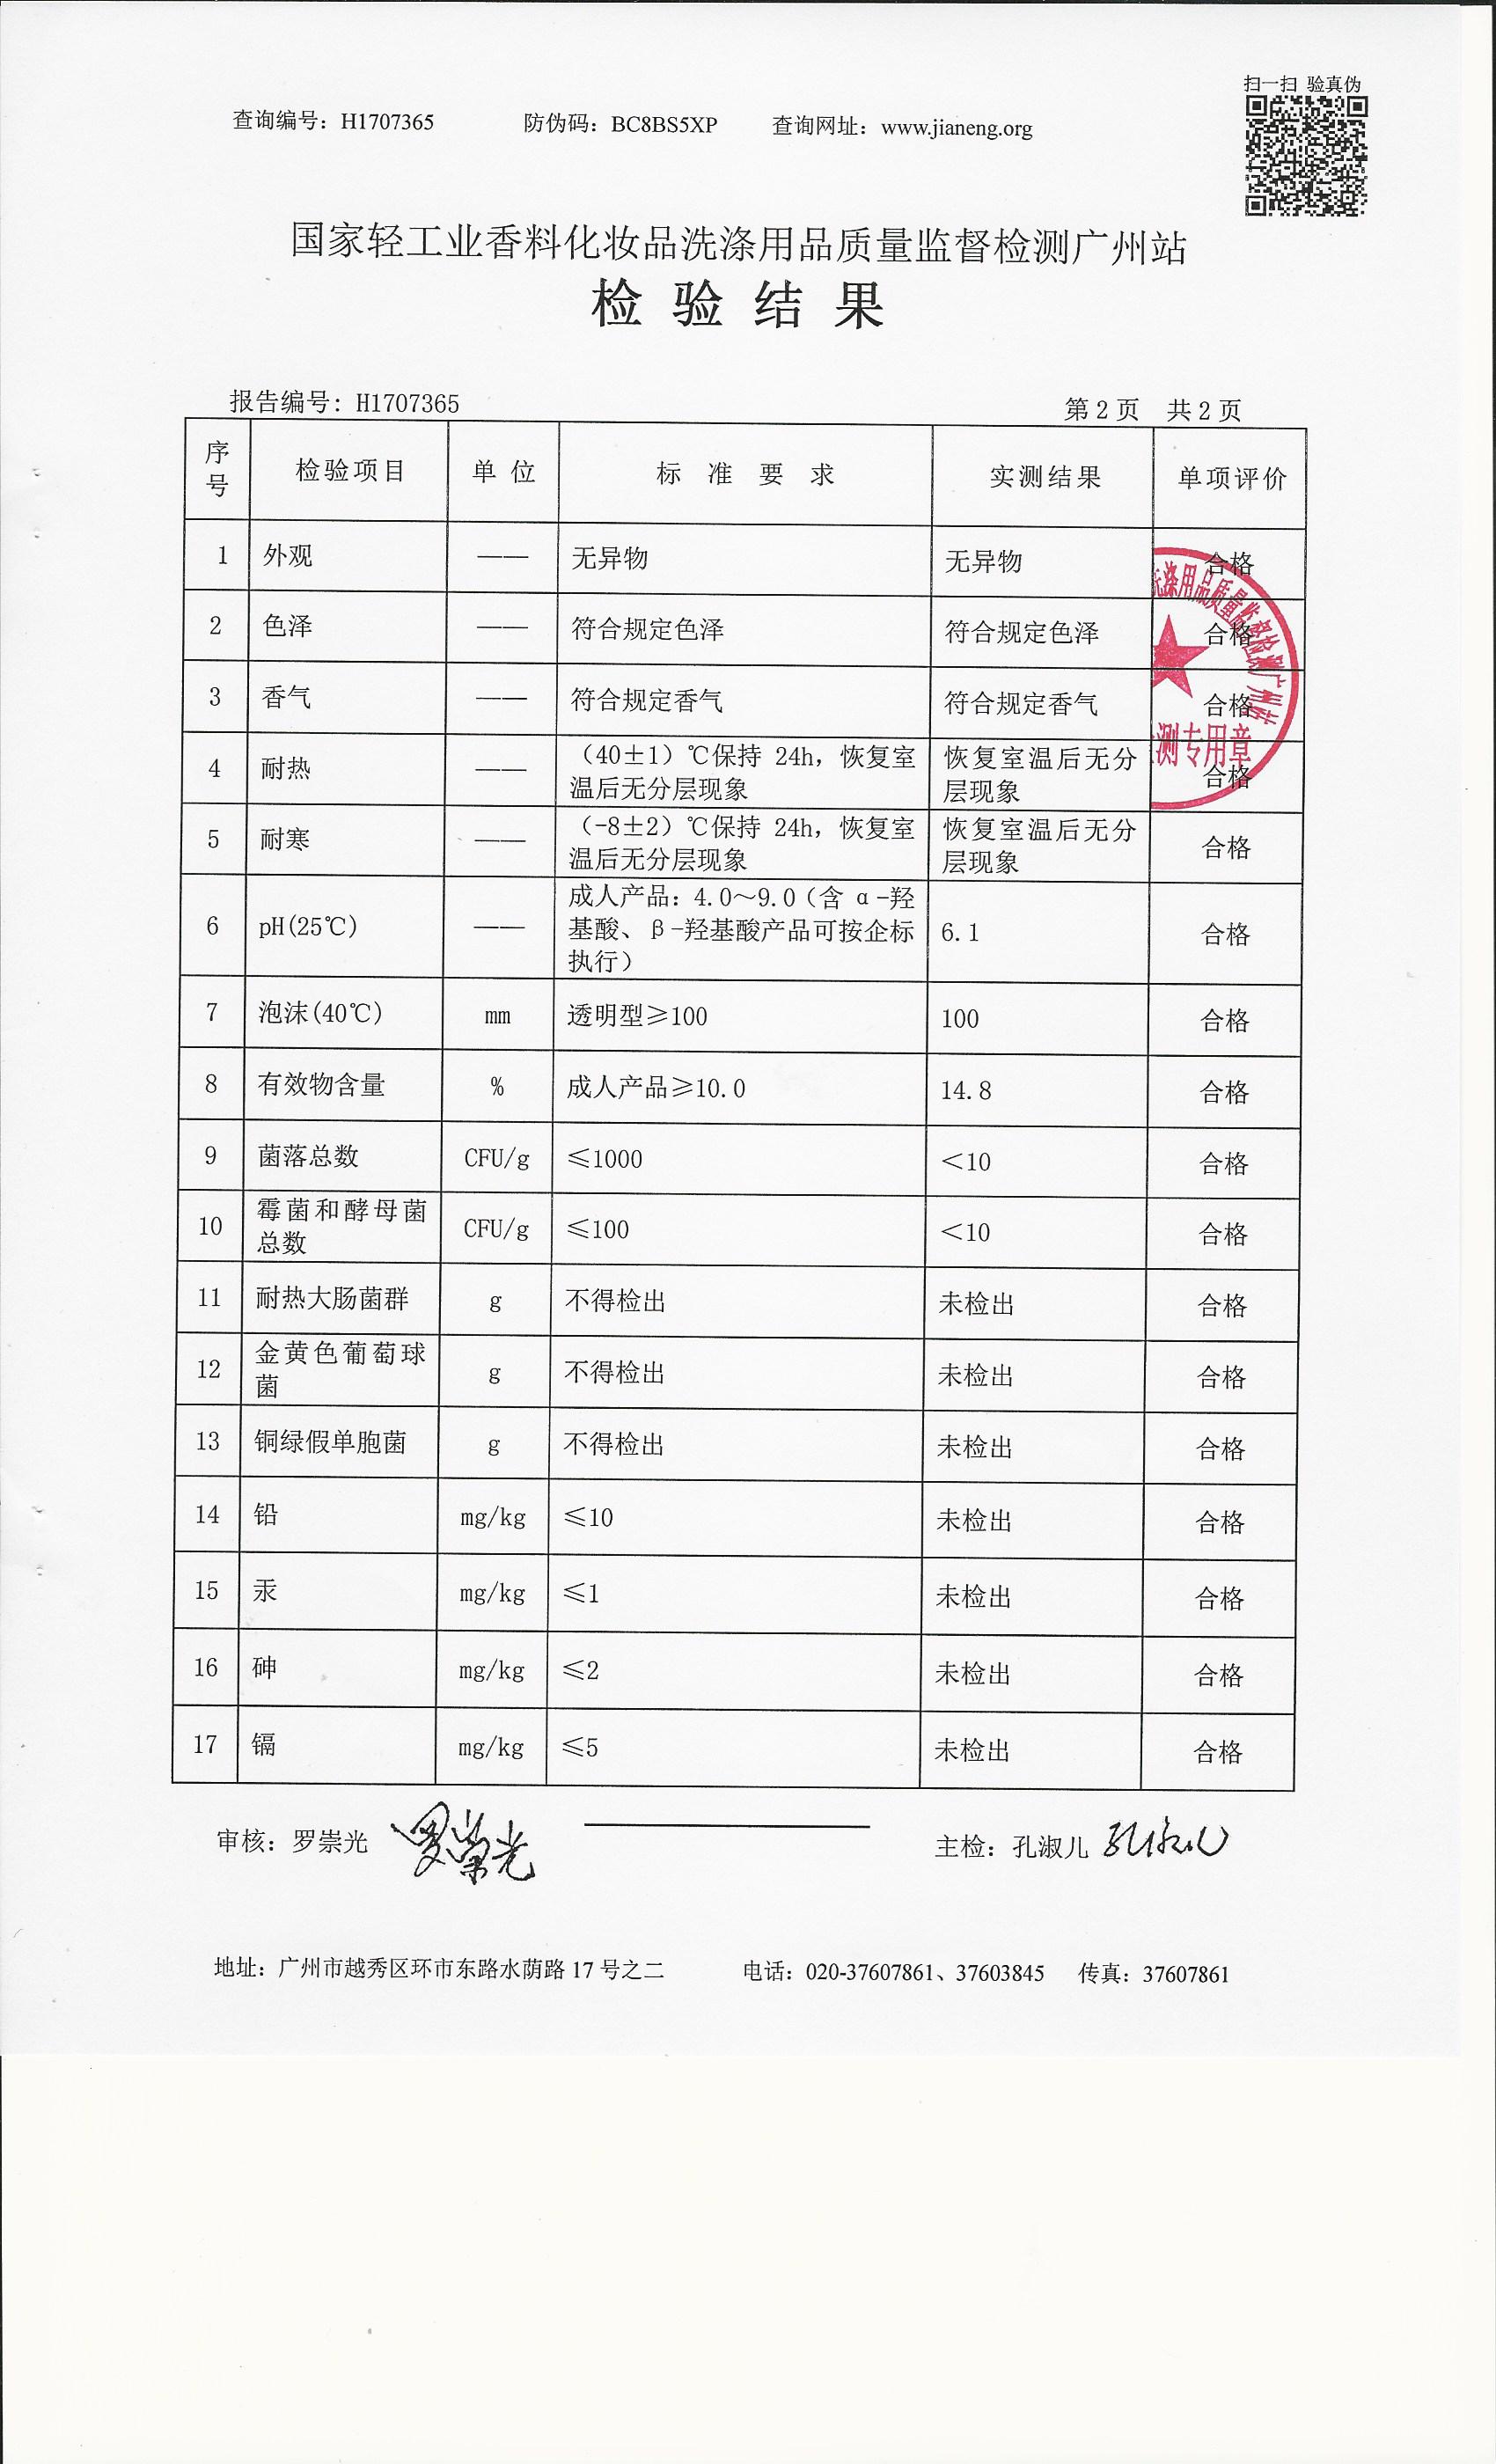 扫一扫 验真伪
查询编号：H1707365 防伪码：BC8BS5XP 查询网址：www.jianeng.org
国家轻工业香料化妆品洗涤用品质量监督检测广州站
检验结果
报告编号：H1707365 第2页 共2页
序号 检验项目 单位 标准要求 实测结果 单项评价
1 外观 —— 无异物 无异物 合格
2 色泽 —— 符合规定色泽 符合规定色泽 合格
3 香气 —— 符合规定香气 符合规定香气 合格
4 耐热 —— （40±1）℃保持 24h，恢复室温后无分层现象 恢复室温后无分层现象 合格
5 耐寒 —— （-8±2）℃保持 24h，恢复室温后无分层现象 恢复室温后无分层现象 合格
6 pH(25℃) —— 成人产品：4.0～9.0（含 α-羟基酸、β-羟基酸产品可按企标执行） 6.1 合格
7 泡沫(40℃) mm 透明型≥100 100 合格
8 有效物含量 % 成人产品≥10.0 14.8 合格
9 菌落总数 CFU/g ≤1000 ＜10 合格
10 霉菌和酵母菌总数 CFU/g ≤100 ＜10 合格
11 耐热大肠菌群 g 不得检出 未检出 合格
12 金黄色葡萄球菌 g 不得检出 未检出 合格
13 铜绿假单胞菌 g 不得检出 未检出 合格
14 铅 mg/kg ≤10 未检出 合格
15 汞 mg/kg ≤1 未检出 合格
16 砷 mg/kg ≤2 未检出 合格
17 镉 mg/kg ≤5 未检出 合格
涤用品质量监督检测广州站
测专用章
审核：罗崇光 罗崇光 主检：孔淑儿 孔淑儿
地址：广州市越秀区环市东路水荫路 17 号之二 电话：020-37607861、37603845 传真：37607861